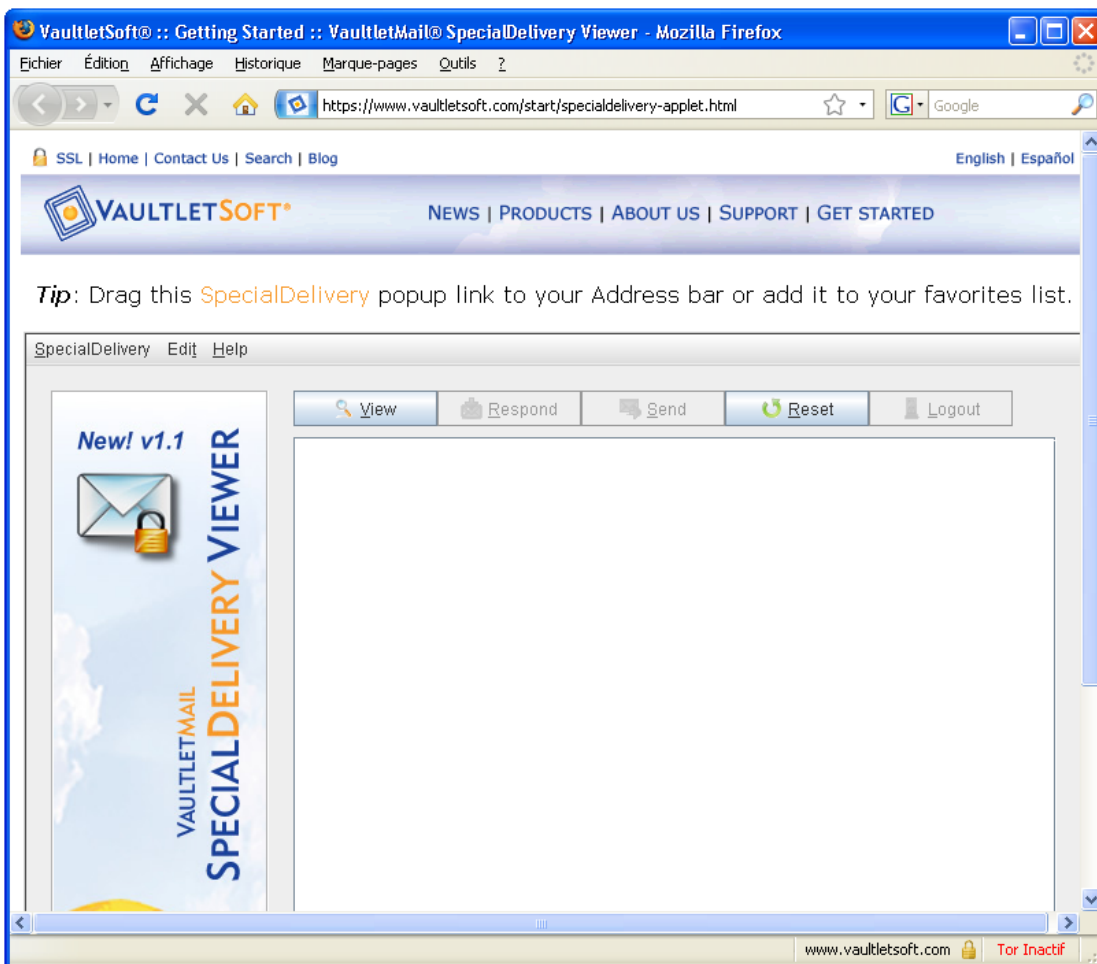 VaultletSoft® :: Getting Started :: VaultletMail® SpecialDelivery Viewer - Mozilla Firefox
Fichier Édition Affichage Historique Marque-pages Outils ?
https://www.vaultletsoft.com/start/specialdelivery-applet.html G Google
SSL | Home | Contact Us | Search | Blog English | Español
VAULTLETSOFT® NEWS | PRODUCTS | ABOUT US | SUPPORT | GET STARTED
Tip: Drag this SpecialDelivery popup link to your Address bar or add it to your favorites list.
SpecialDelivery Edit Help
View Respond Send Reset Logout
New! v1.1
VAULTLETMAIL
SPECIALDELIVERY VIEWER
www.vaultletsoft.com Tor Inactif